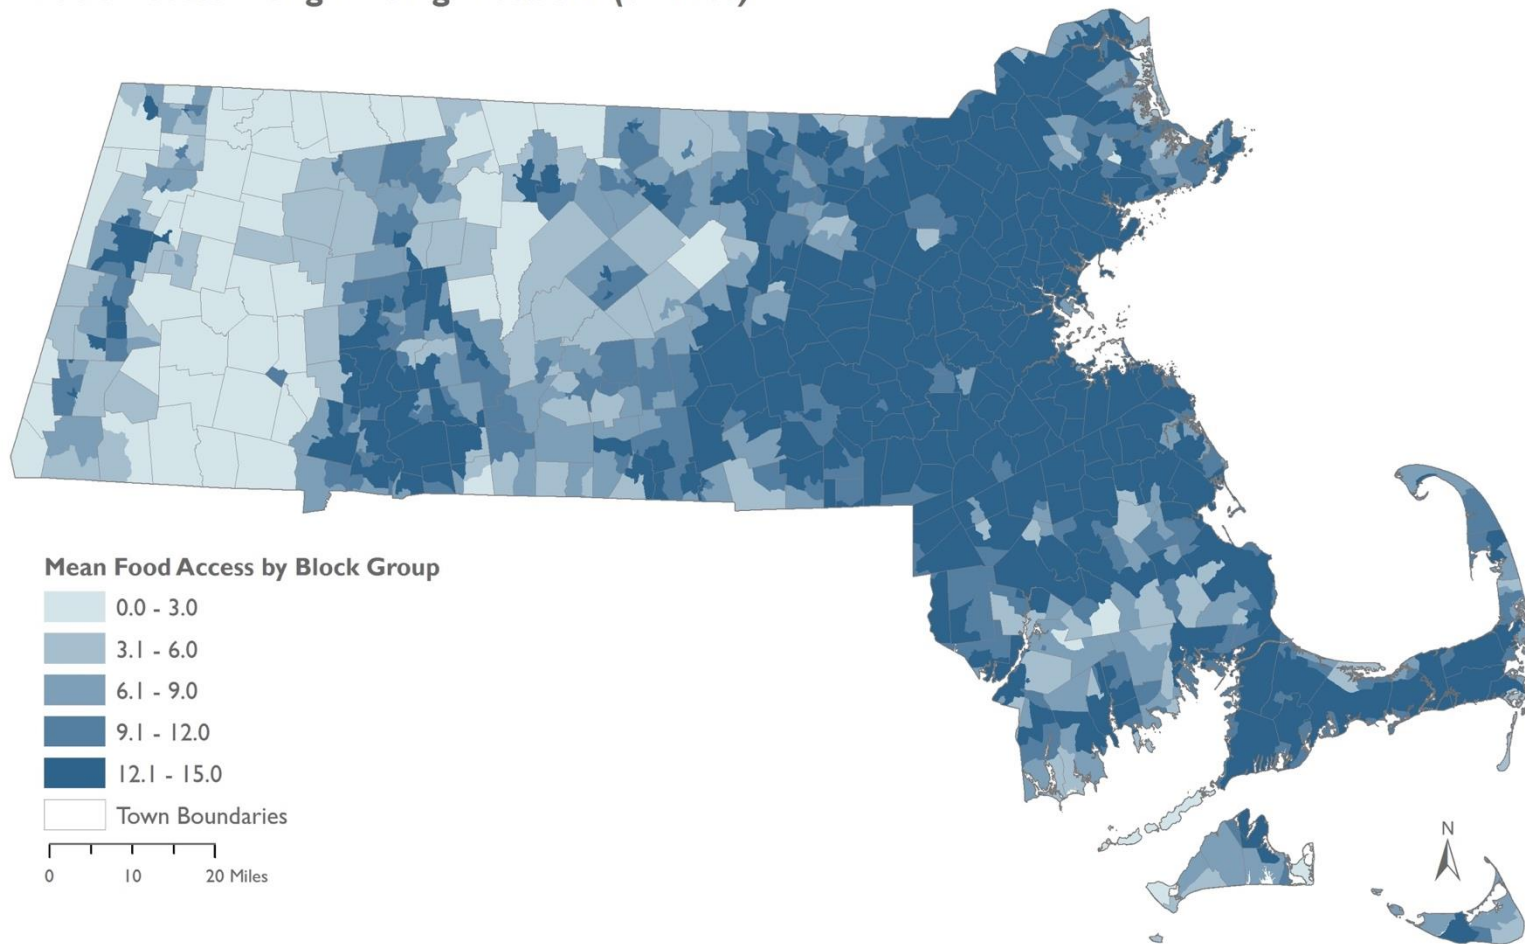 Mean Food Access by Block Group
0.0 - 3.0
3.1 - 6.0
6.1 - 9.0
9.1 - 12.0
12.1 - 15.0
Town Boundaries
0 10 20 Miles
N